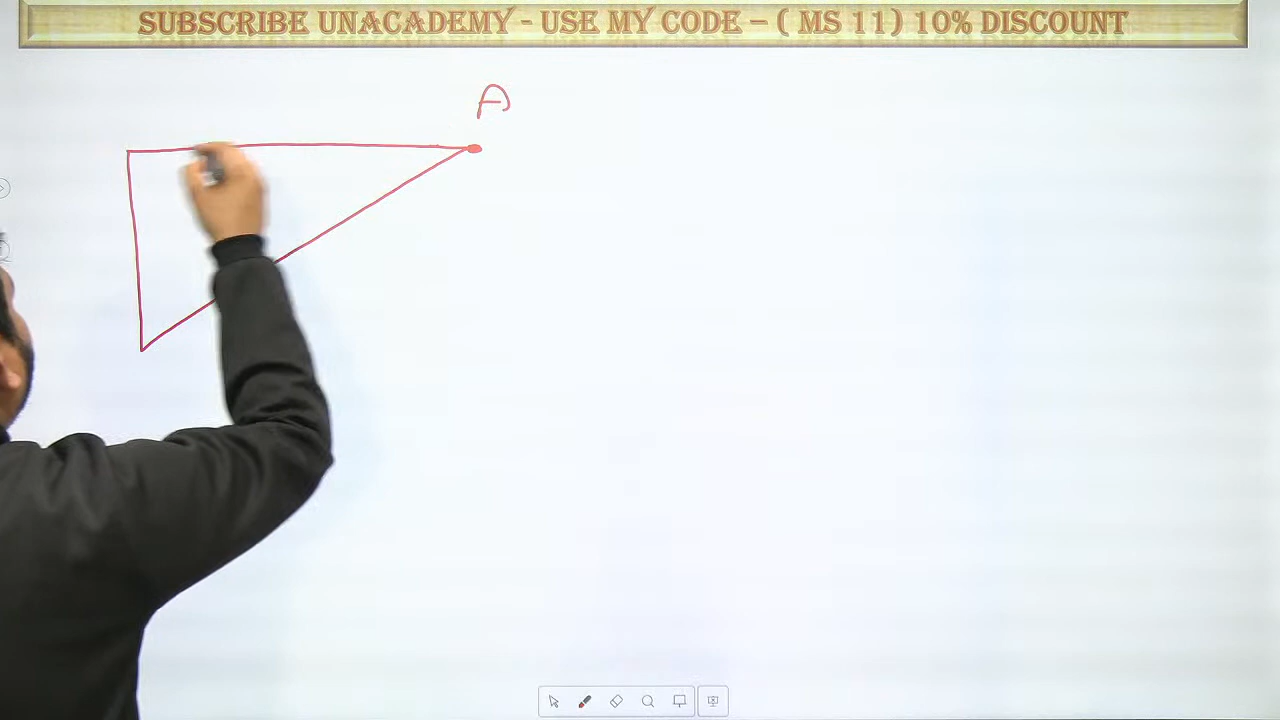 SUBSCRIBE UNACADEMY - USE MY CODE – ( MS 11) 10% DISCOUNT
A